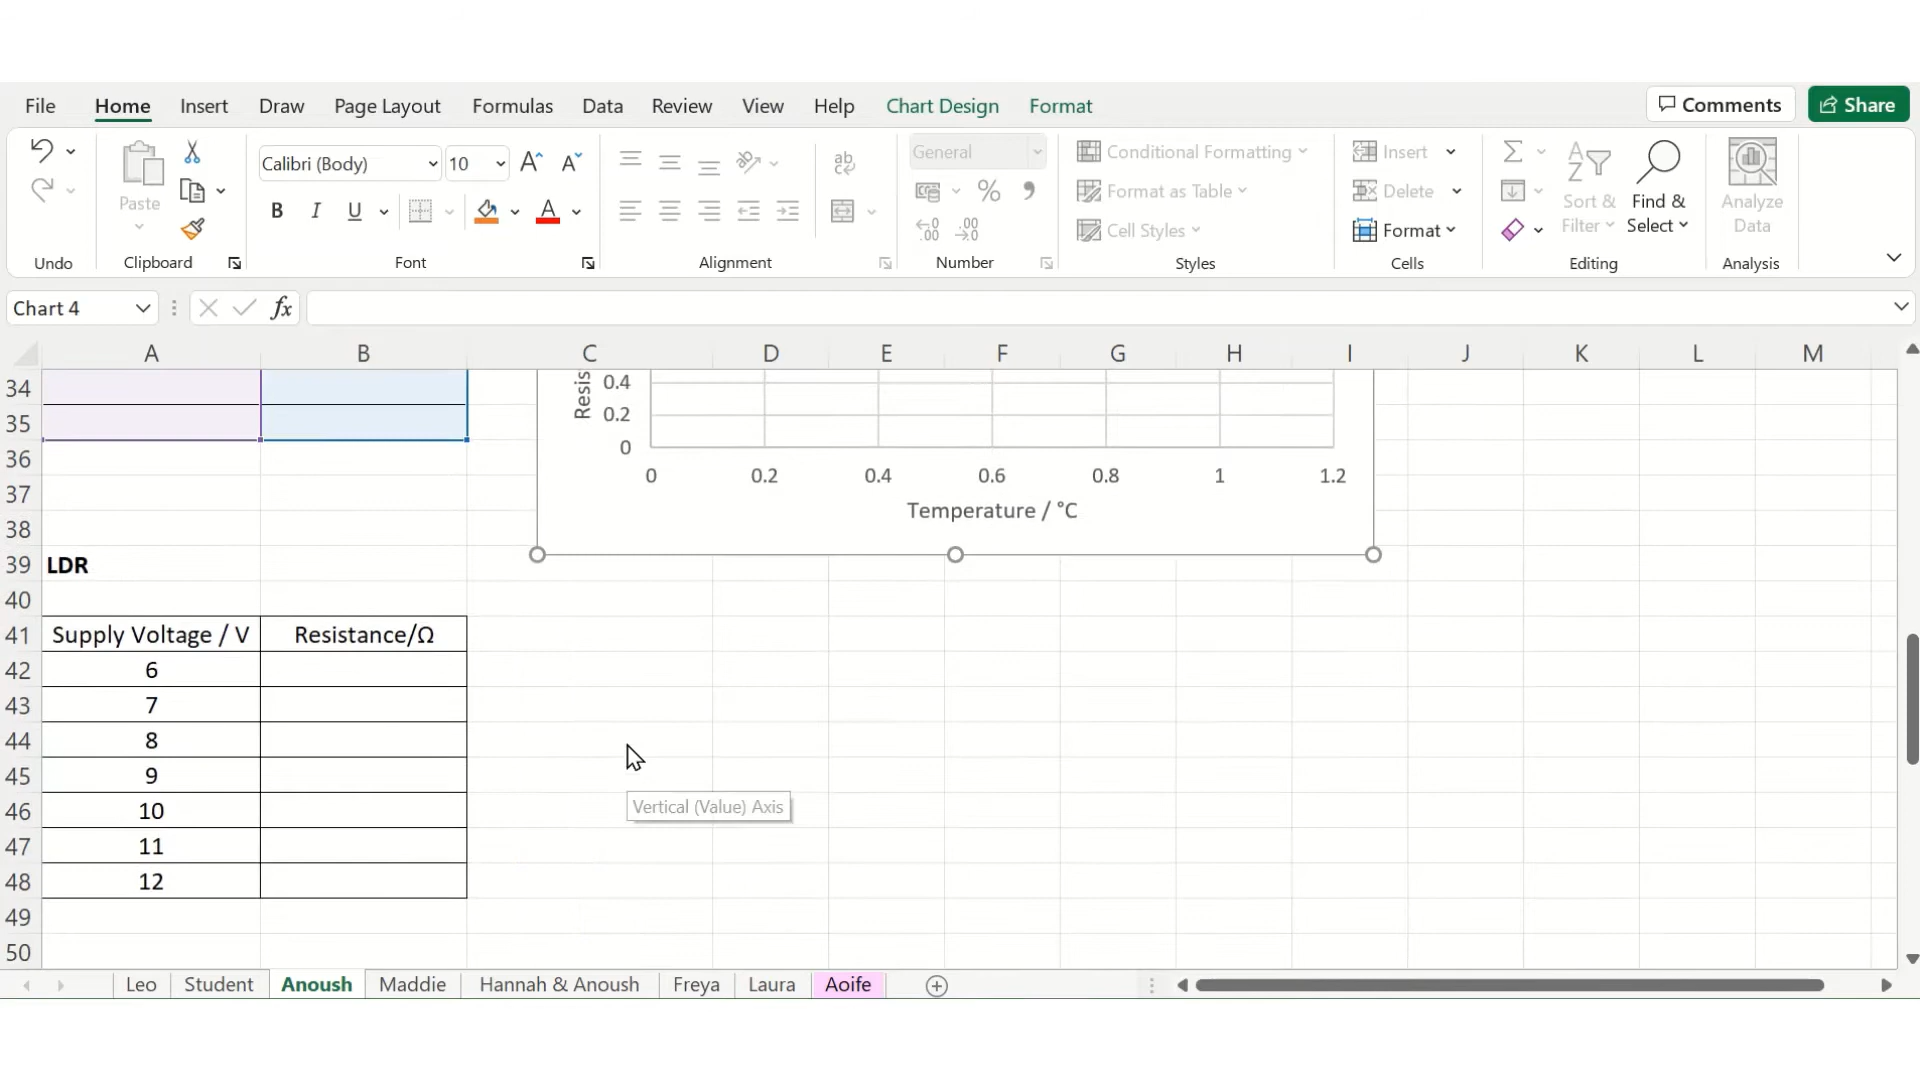 File Home Insert Draw Page Layout Formulas Data Review View Help Chart Design Format Comments Share
Paste
Calibri (Body) 10
B I U A
General
% 9
.00 .00
Conditional Formatting
Format as Table
Cell Styles
Insert
Delete
Format
Sort & Filter
Find & Select
Analyze Data
Undo Clipboard Font Alignment Number Styles Cells Editing Analysis
Chart 4 fx
A B C D E F G H I J K L M
34 Resis 0.4
35 0.2
36 0
37 0 0.2 0.4 0.6 0.8 1 1.2
38 Temperature / °C
39 LDR
40
41 Supply Voltage / V Resistance/Ω
42 6
43 7
44 8
45 9
46 10 Vertical (Value) Axis
47 11
48 12
49
50
Leo Student Anoush Maddie Hannah & Anoush Freya Laura Aoife